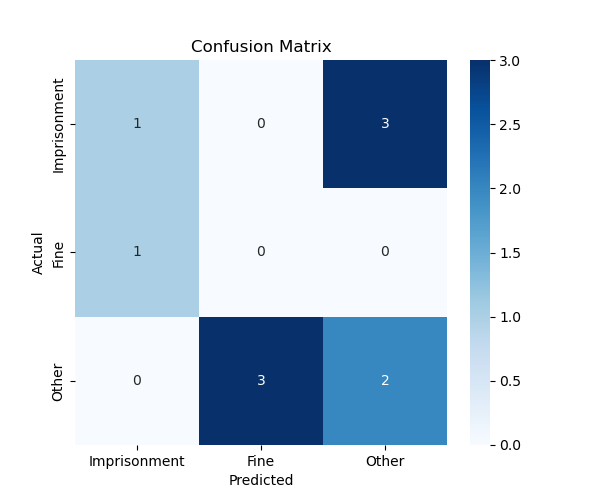 Confusion Matrix
Actual
Imprisonment
1 0 3
Fine
1 0 0
Other
0 3 2
Imprisonment Fine Other
Predicted
3.0
2.5
2.0
1.5
1.0
0.5
0.0